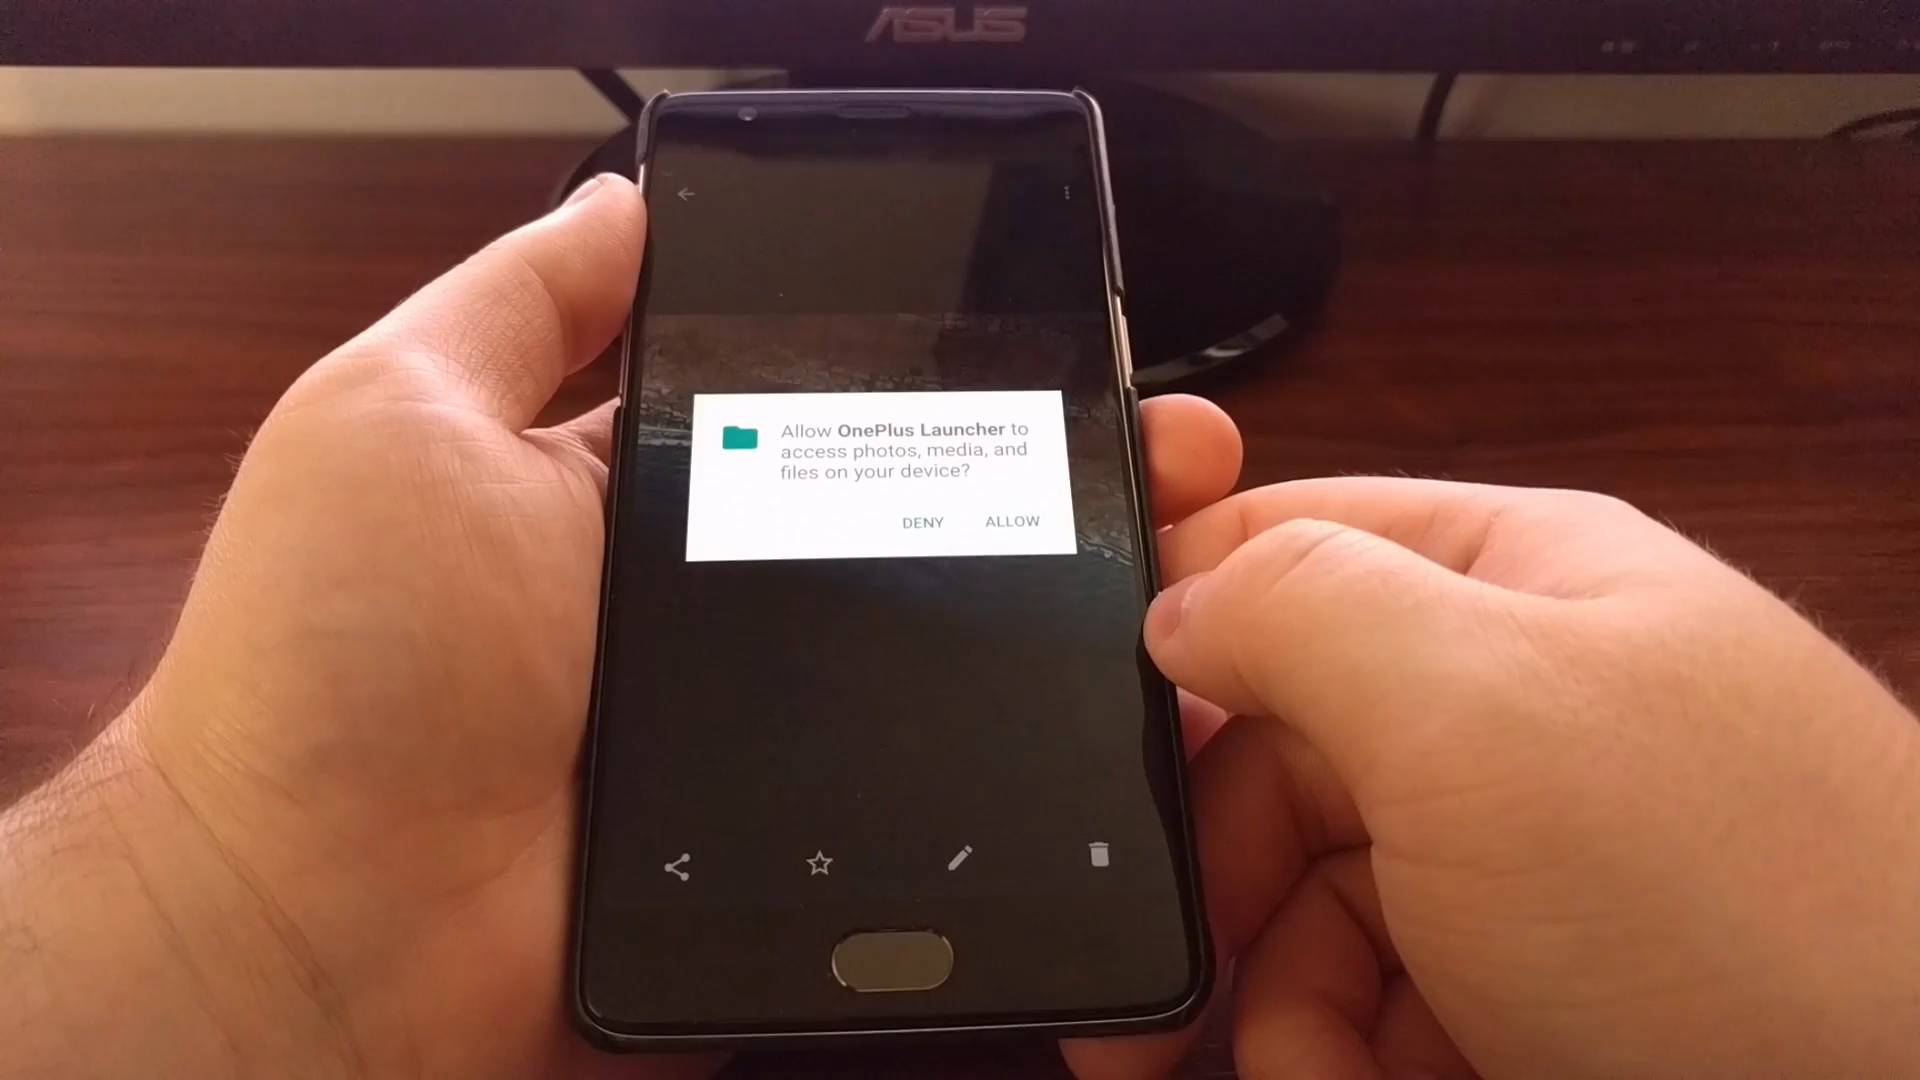 ASUS
Allow OnePlus Launcher to
access photos, media, and
files on your device?
DENY ALLOW